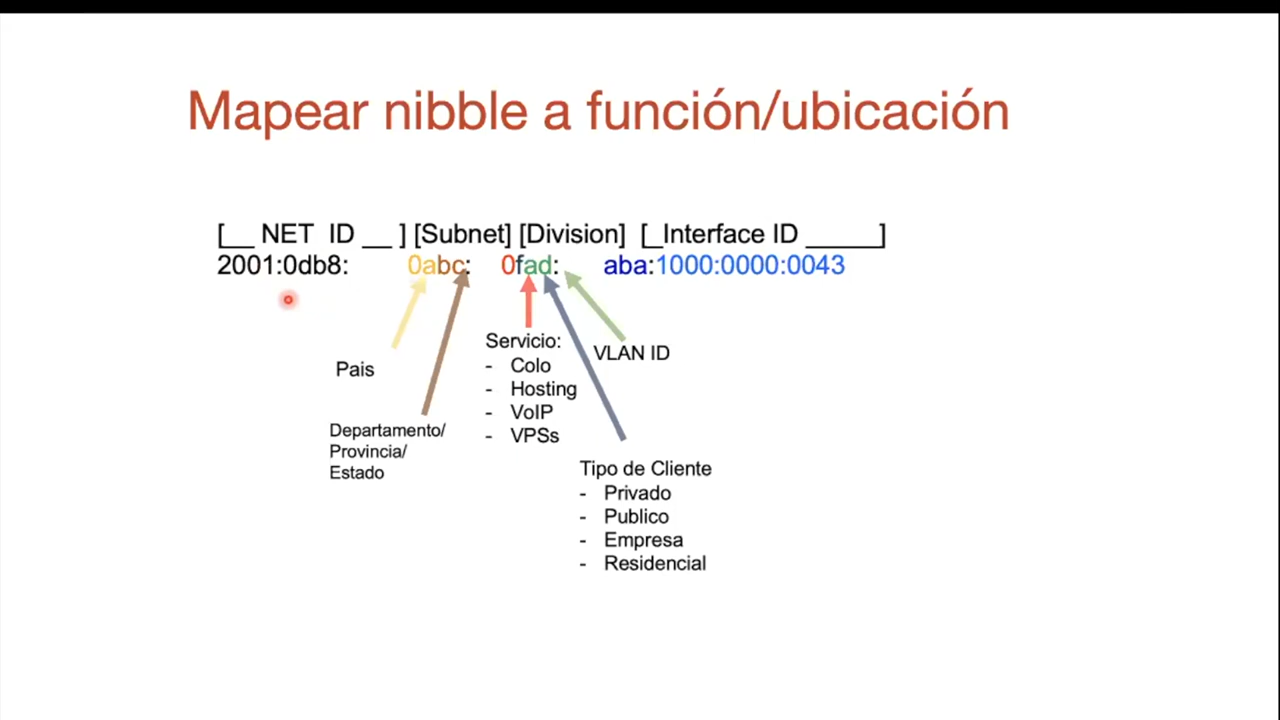 Mapear nibble a función/ubicación
[__ NET ID __ ] [Subnet] [Division] [_Interface ID _____]
2001:0db8: 0abc: 0fad: aba:1000:0000:0043
Pais
Departamento/
Provincia/
Estado
Servicio:
- Colo
- Hosting
- VoIP
- VPSs
VLAN ID
Tipo de Cliente
- Privado
- Publico
- Empresa
- Residencial